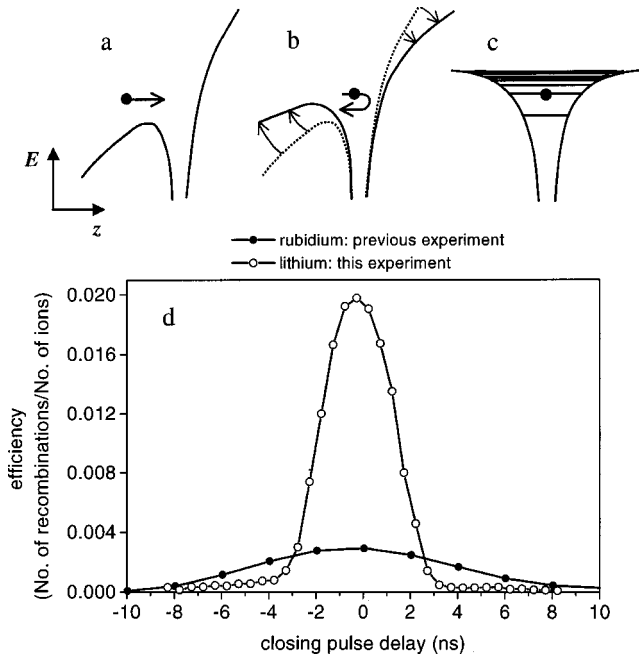 a
b
c
E
z
rubidium: previous experiment
lithium: this experiment
d
efficiency
(No. of recombinations/No. of ions)
0.020
0.016
0.012
0.008
0.004
0.000
-10 -8 -6 -4 -2 0 2 4 6 8 10
closing pulse delay (ns)